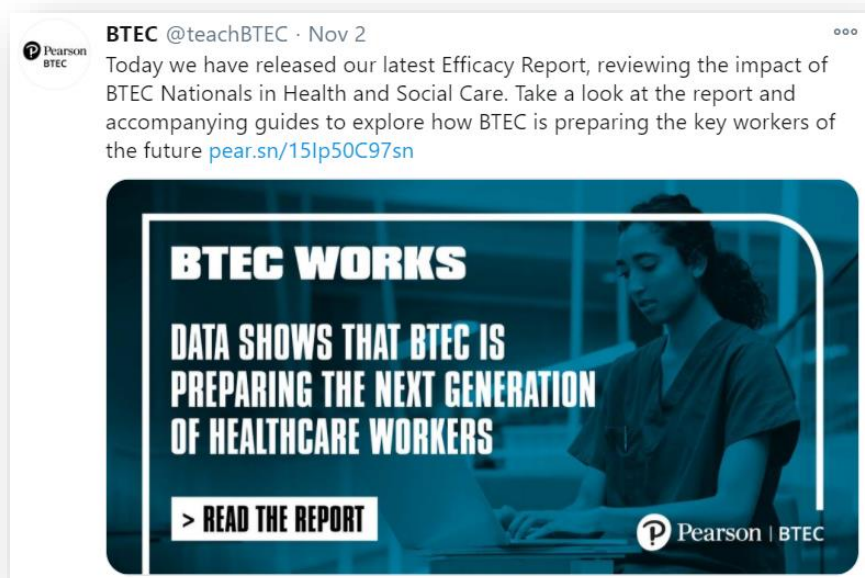 Pearson
BTEC
BTEC @teachBTEC · Nov 2
Today we have released our latest Efficacy Report, reviewing the impact of
BTEC Nationals in Health and Social Care. Take a look at the report and
accompanying guides to explore how BTEC is preparing the key workers of
the future pear.sn/15Ip50C97sn
BTEC WORKS
DATA SHOWS THAT BTEC IS
PREPARING THE NEXT GENERATION
OF HEALTHCARE WORKERS
> READ THE REPORT
Pearson | BTEC